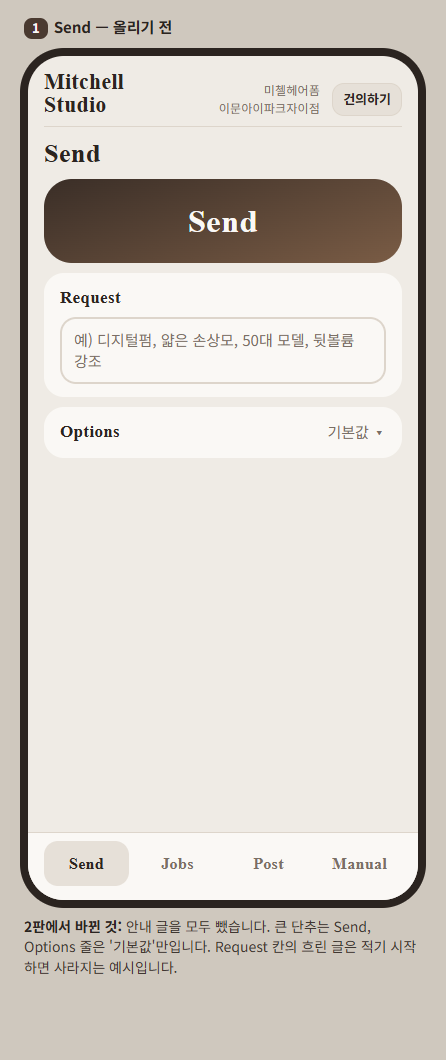 1 Send — 올리기 전
Mitchell
Studio
미젤헤어폼
이문아이파크자이점
건의하기
Send
Send
Request
예) 디지털펌, 얇은 손상모, 50대 모델, 뒷볼륨
강조
Options
기본값 ▾
Send
Jobs
Post
Manual
2판에서 바뀐 것: 안내 글을 모두 뺐습니다. 큰 단추는 Send,
Options 줄은 '기본값'만입니다. Request 칸의 흐린 글은 적기 시작
하면 사라지는 예시입니다.